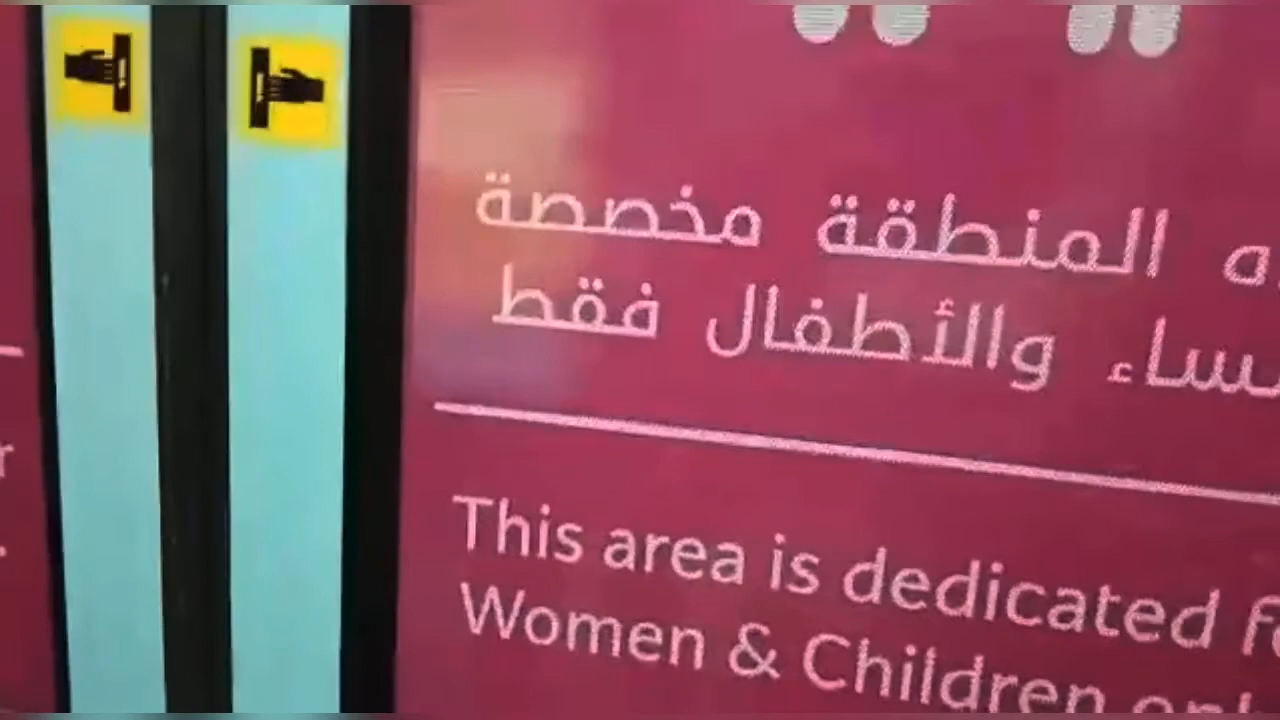 المنطقة مخصصة
والأطفال فقط
This area is dedicated
Women & Children